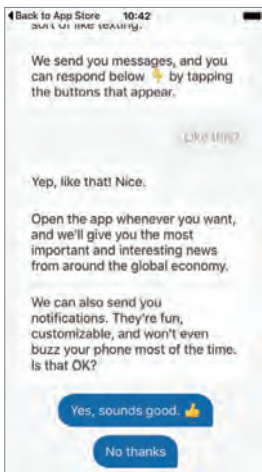 Back to App Store 10:42
sort of like texting.
We send you messages, and you
can respond below 👇 by tapping
the buttons that appear.
Like this?
Yep, like that! Nice.
Open the app whenever you want,
and we'll give you the most
important and interesting news
from around the global economy.
We can also send you
notifications. They're fun,
customizable, and won't even
buzz your phone most of the time.
Is that OK?
Yes, sounds good. 👍
No thanks